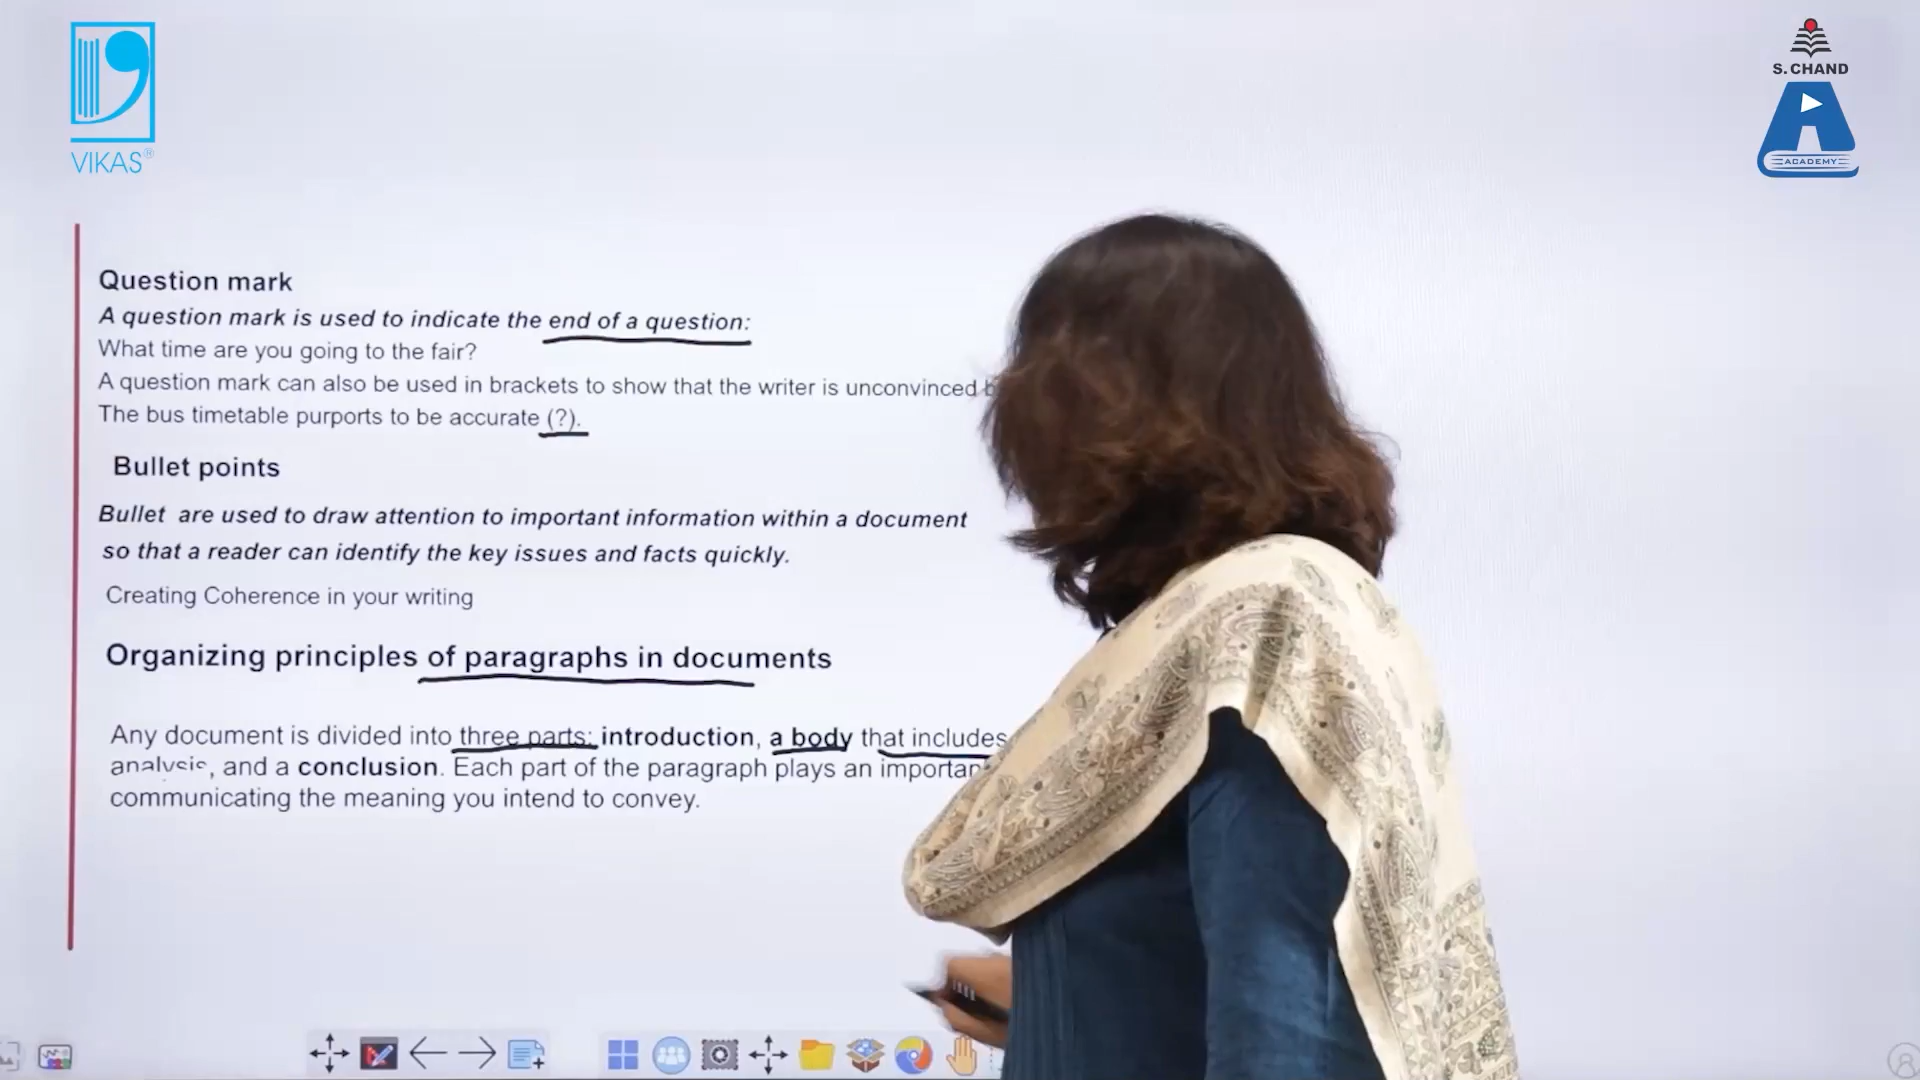 VIKAS®
S.CHAND
ACADEMY
Question mark
A question mark is used to indicate the end of a question:
What time are you going to the fair?
A question mark can also be used in brackets to show that the writer is unconvinced
The bus timetable purports to be accurate (?).
Bullet points
Bullet are used to draw attention to important information within a document
so that a reader can identify the key issues and facts quickly.
Creating Coherence in your writing
Organizing principles of paragraphs in documents
Any document is divided into three parts: introduction, a body that includes
analysis, and a conclusion. Each part of the paragraph plays an
communicating the meaning you intend to convey.